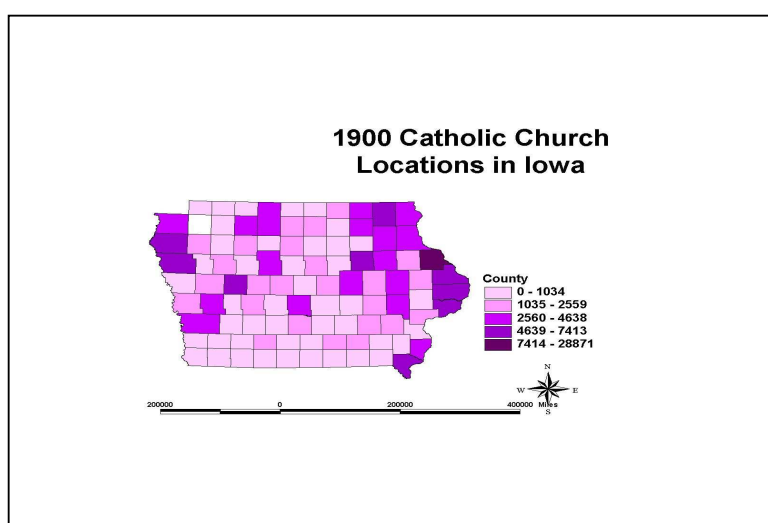 1900 Catholic Church
Locations in Iowa
County
0 - 1034
1035 - 2559
2560 - 4638
4639 - 7413
7414 - 28871
N
W
E
S
200000
0
200000
400000
Miles